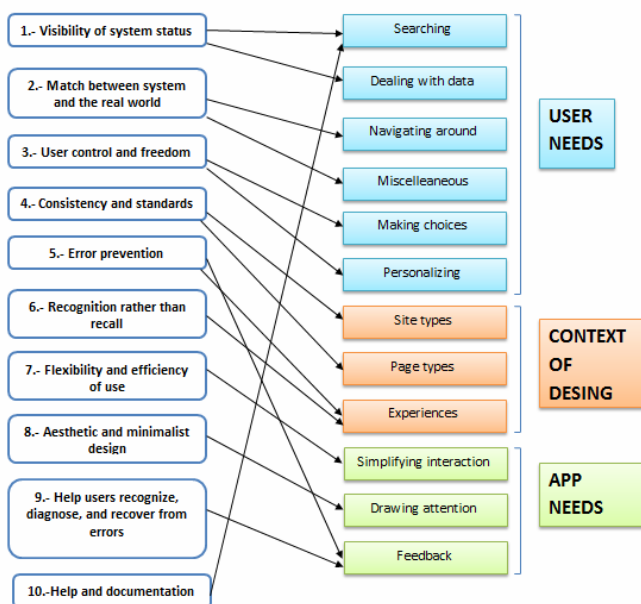 1.- Visibility of system status
2.- Match between system
and the real world
3.- User control and freedom
4.- Consistency and standards
5.- Error prevention
6.- Recognition rather than
recall
7.- Flexibility and efficiency
of use
8.- Aesthetic and minimalist
design
9.- Help users recognize,
diagnose, and recover from
errors
10.-Help and documentation
Searching
Dealing with data
Navigating around
Miscelleaneous
Making choices
Personalizing
Site types
Page types
Experiences
Simplifying interaction
Drawing attention
Feedback
USER
NEEDS
CONTEXT
OF
DESING
APP
NEEDS